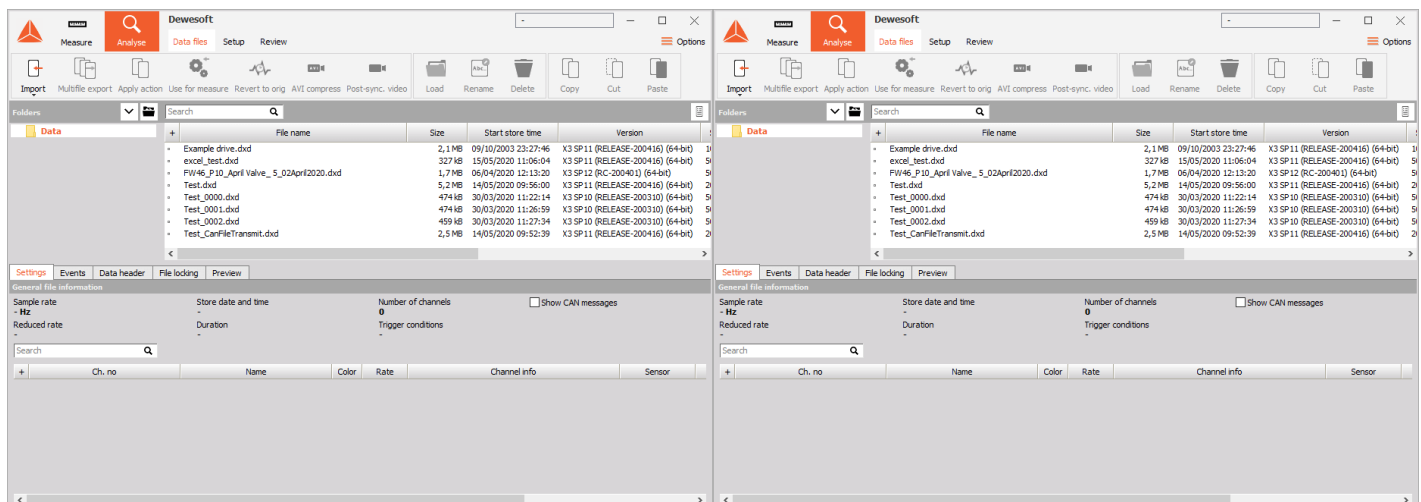 Dewesoft
-
Measure Analyse Data files Setup Review Options
Import Multifile export Apply action Use for measure Revert to orig AVI compress Post-sync. video Load Rename Delete Copy Cut Paste
Folders Search
Data + File name Size Start store time Version
Example drive.dxd 2,1 MB 09/10/2003 23:27:46 X3 SP11 (RELEASE-200416) (64-bit)
excel_test.dxd 327 kB 15/05/2020 11:06:04 X3 SP11 (RELEASE-200416) (64-bit)
FW46_P10_April Valve_ 5_02April2020.dxd 1,7 MB 06/04/2020 12:13:20 X3 SP12 (RC-200401) (64-bit)
Test.dxd 5,2 MB 14/05/2020 09:56:00 X3 SP11 (RELEASE-200416) (64-bit)
Test_0000.dxd 474 kB 30/03/2020 11:22:14 X3 SP10 (RELEASE-200310) (64-bit)
Test_0001.dxd 474 kB 30/03/2020 11:26:59 X3 SP10 (RELEASE-200310) (64-bit)
Test_0002.dxd 459 kB 30/03/2020 11:27:34 X3 SP10 (RELEASE-200310) (64-bit)
Test_CanFileTransmit.dxd 2,5 MB 14/05/2020 09:52:39 X3 SP11 (RELEASE-200416) (64-bit)
Settings Events Data header File locking Preview
General file information
Sample rate Store date and time Number of channels Show CAN messages
- Hz - 0
Reduced rate Duration Trigger conditions
- - -
Search
+ Ch. no Name Color Rate Channel info Sensor
Dewesoft
-
Measure Analyse Data files Setup Review Options
Import Multifile export Apply action Use for measure Revert to orig AVI compress Post-sync. video Load Rename Delete Copy Cut Paste
Folders Search
Data + File name Size Start store time Version
Example drive.dxd 2,1 MB 09/10/2003 23:27:46 X3 SP11 (RELEASE-200416) (64-bit)
excel_test.dxd 327 kB 15/05/2020 11:06:04 X3 SP11 (RELEASE-200416) (64-bit)
FW46_P10_April Valve_ 5_02April2020.dxd 1,7 MB 06/04/2020 12:13:20 X3 SP12 (RC-200401) (64-bit)
Test.dxd 5,2 MB 14/05/2020 09:56:00 X3 SP11 (RELEASE-200416) (64-bit)
Test_0000.dxd 474 kB 30/03/2020 11:22:14 X3 SP10 (RELEASE-200310) (64-bit)
Test_0001.dxd 474 kB 30/03/2020 11:26:59 X3 SP10 (RELEASE-200310) (64-bit)
Test_0002.dxd 459 kB 30/03/2020 11:27:34 X3 SP10 (RELEASE-200310) (64-bit)
Test_CanFileTransmit.dxd 2,5 MB 14/05/2020 09:52:39 X3 SP11 (RELEASE-200416) (64-bit)
Settings Events Data header File locking Preview
General file information
Sample rate Store date and time Number of channels Show CAN messages
- Hz - 0
Reduced rate Duration Trigger conditions
- - -
Search
+ Ch. no Name Color Rate Channel info Sensor